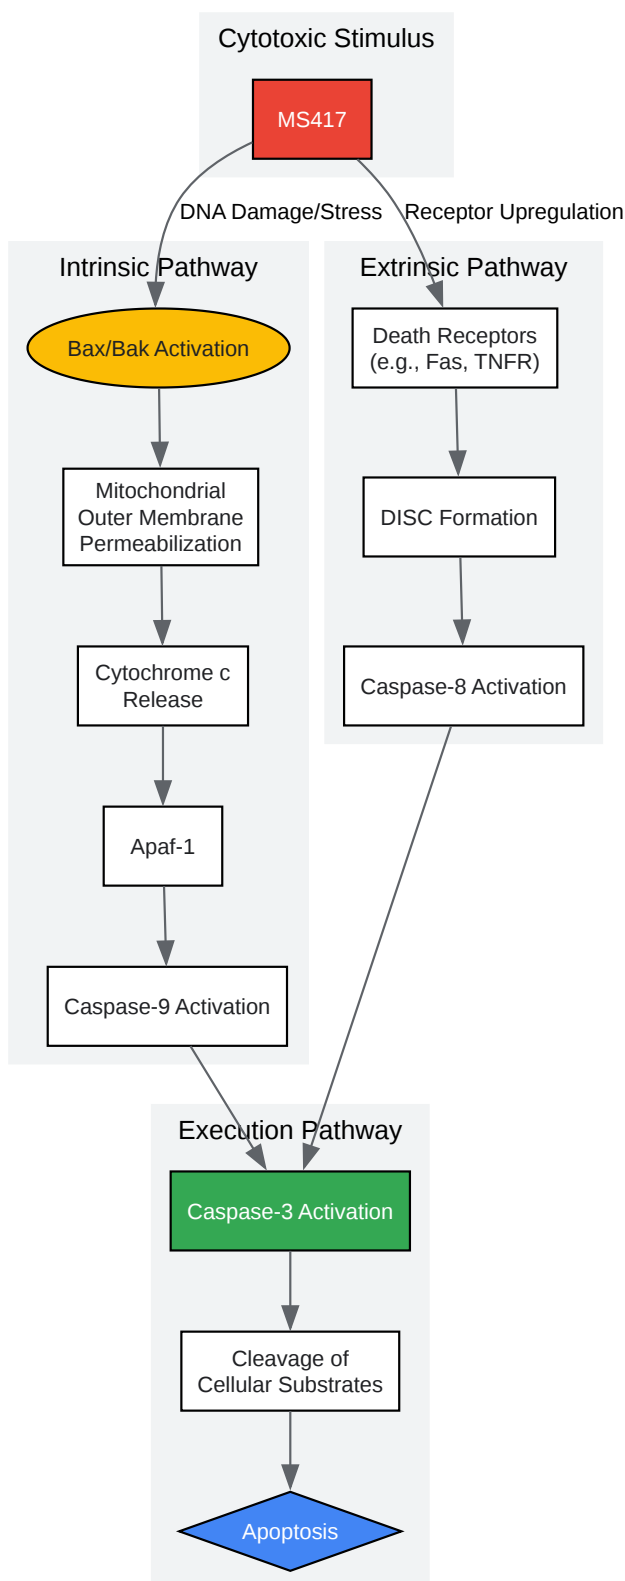 Cytotoxic Stimulus
MS417
DNA Damage/Stress
Receptor Upregulation
Intrinsic Pathway
Bax/Bak Activation
Mitochondrial
Outer Membrane
Permeabilization
Cytochrome c
Release
Apaf-1
Caspase-9 Activation
Extrinsic Pathway
Death Receptors
(e.g., Fas, TNFR)
DISC Formation
Caspase-8 Activation
Execution Pathway
Caspase-3 Activation
Cleavage of
Cellular Substrates
Apoptosis